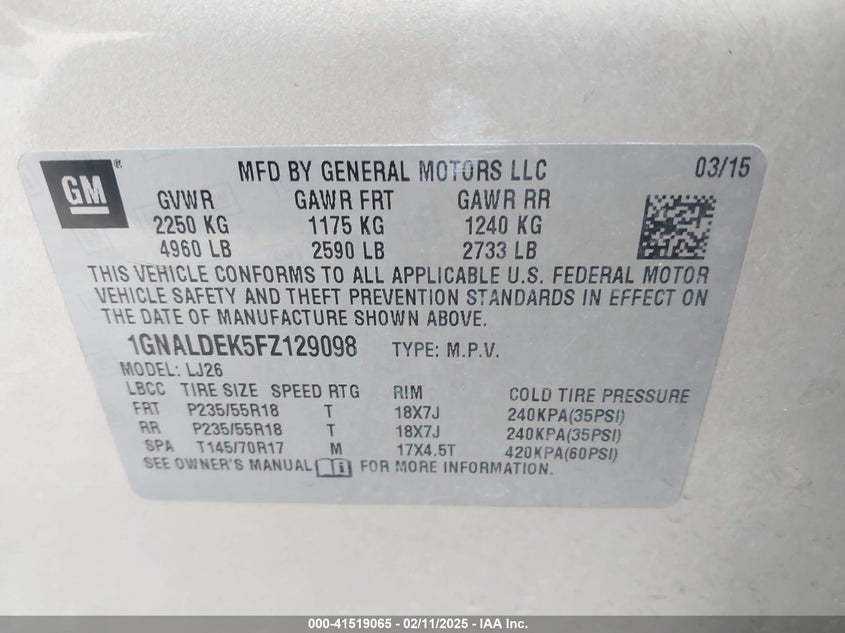 GM ® MFD BY GENERAL MOTORS LLC 03/15
GVWR GAWR FRT GAWR RR
2250 KG 1175 KG 1240 KG
4960 LB 2590 LB 2733 LB
THIS VEHICLE CONFORMS TO ALL APPLICABLE U.S. FEDERAL MOTOR
VEHICLE SAFETY AND THEFT PREVENTION STANDARDS IN EFFECT ON
THE DATE OF MANUFACTURE SHOWN ABOVE.
1GNALDEK5FZ129098 TYPE: M.P.V.
MODEL: LJ26
LBCC TIRE SIZE SPEED RTG RIM COLD TIRE PRESSURE
FRT P235/55R18 T 18X7J 240KPA(35PSI)
RR P235/55R18 T 18X7J 240KPA(35PSI)
SPA T145/70R17 M 17X4.5T 420KPA(60PSI)
SEE OWNER'S MANUAL i FOR MORE INFORMATION.
000-41519065 - 02/11/2025 - IAA Inc.